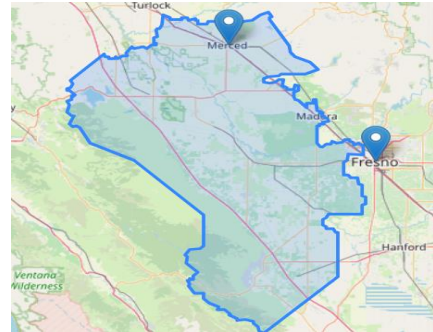 Turlock
Merced
Madera
Fresno
Hanford
Ventana
Wilderness